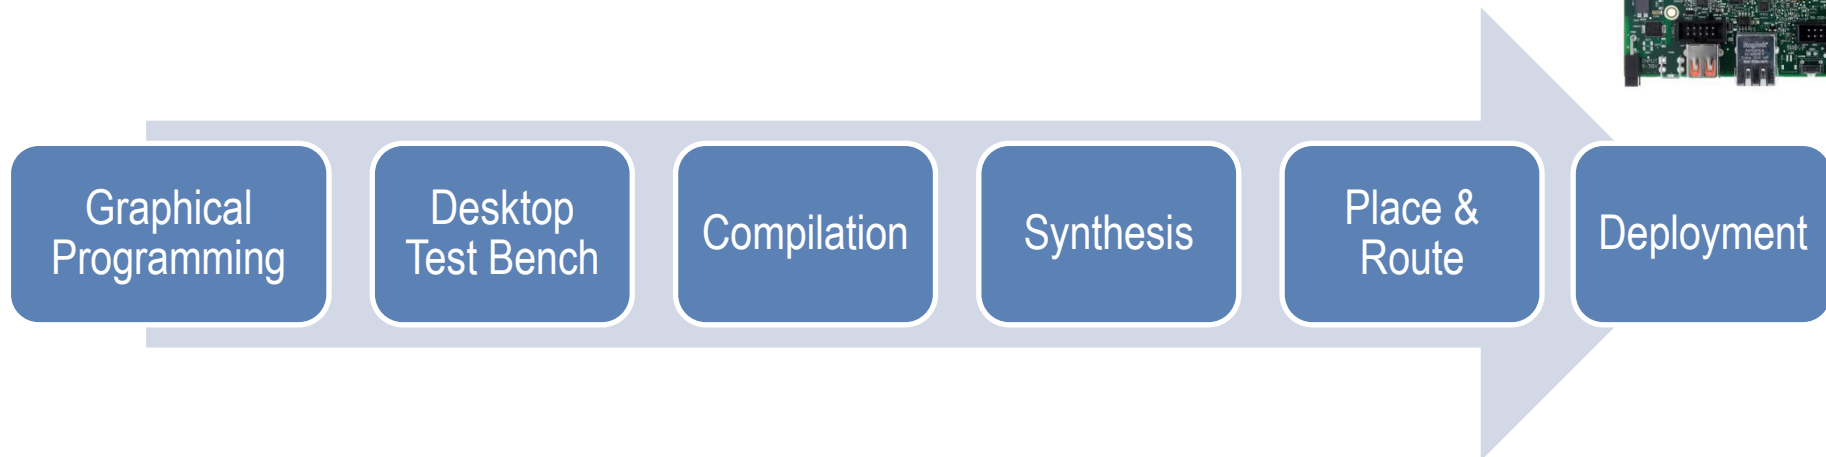 Graphical
Programming
Desktop
Test Bench
Compilation
Synthesis
Place &
Route
Deployment